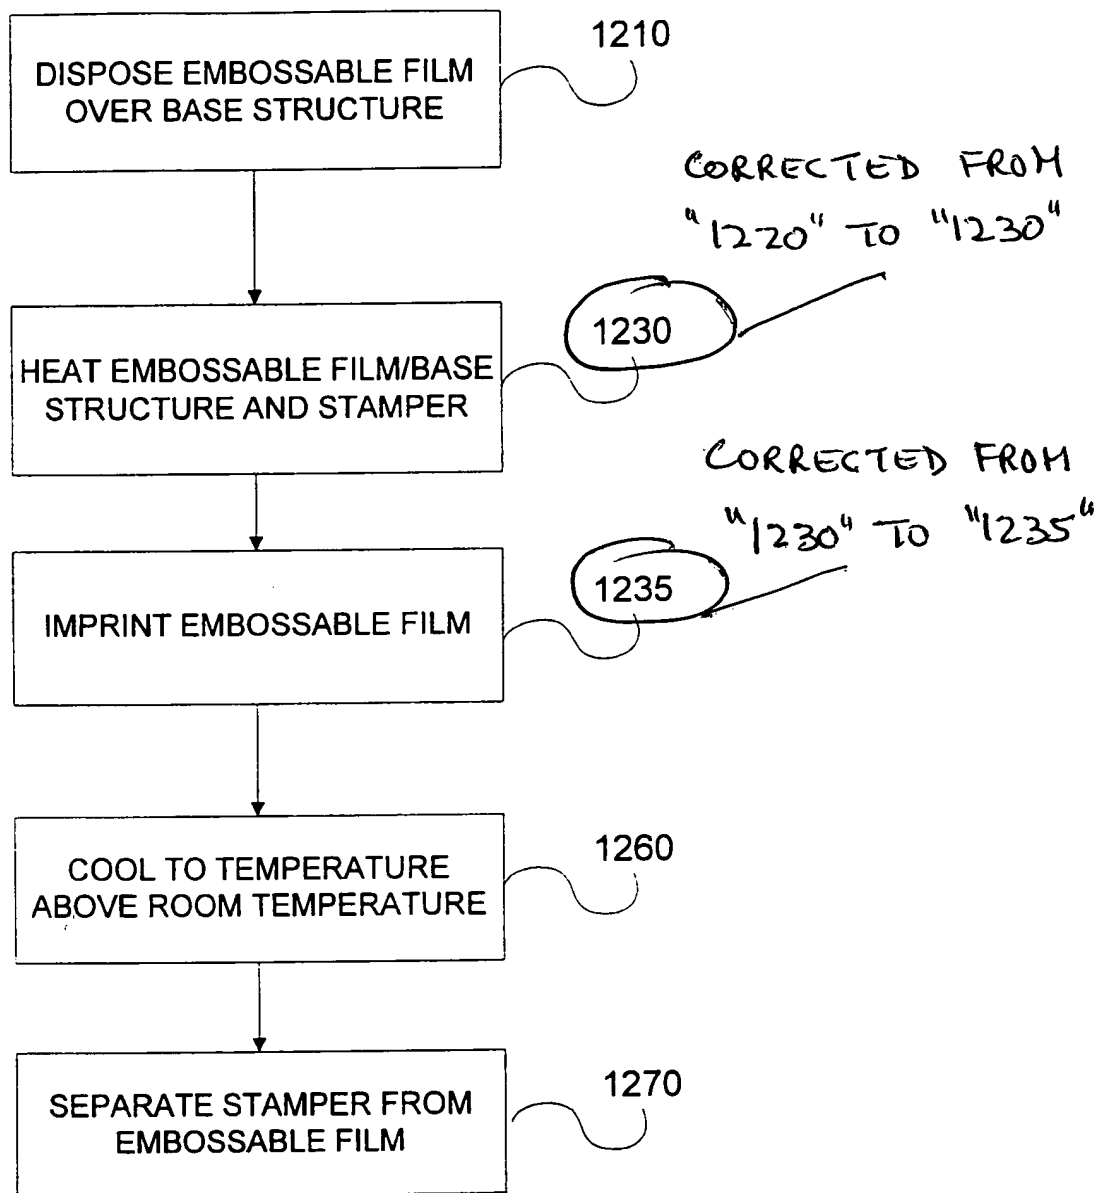 DISPOSE EMBOSSABLE FILM
OVER BASE STRUCTURE
1210
CORRECTED FROM
"1220" TO "1230"
HEAT EMBOSSABLE FILM/BASE
STRUCTURE AND STAMPER
1230
CORRECTED FROM
"1230" TO "1235"
IMPRINT EMBOSSABLE FILM
1235
COOL TO TEMPERATURE
ABOVE ROOM TEMPERATURE
1260
SEPARATE STAMPER FROM
EMBOSSABLE FILM
1270